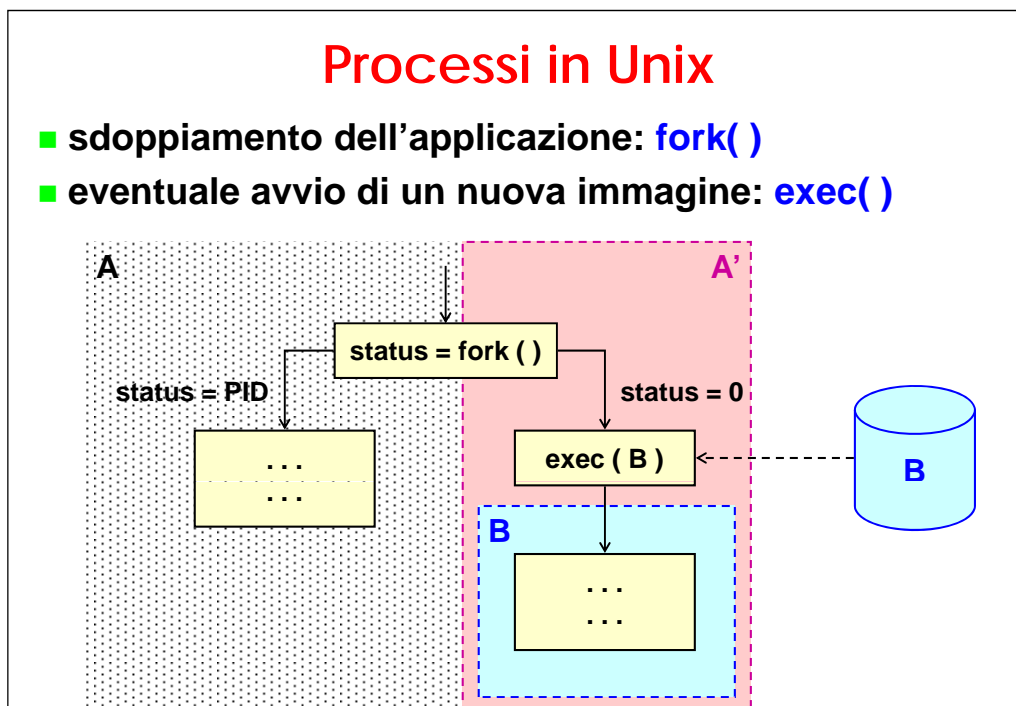 Processi in Unix
sdoppiamento dell’applicazione: fork( )
eventuale avvio di un nuova immagine: exec( )
A
A’
status = fork ( )
status = PID
status = 0
. . .
. . .
exec ( B )
B
B
. . .
. . .